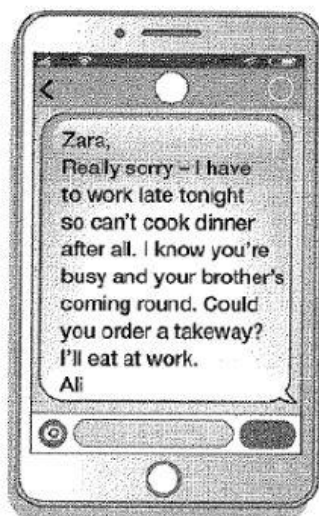 Zara,
Really sorry – I have
to work late tonight
so can't cook dinner
after all. I know you're
busy and your brother's
coming round. Could
you order a takeway?
I'll eat at work.
Ali